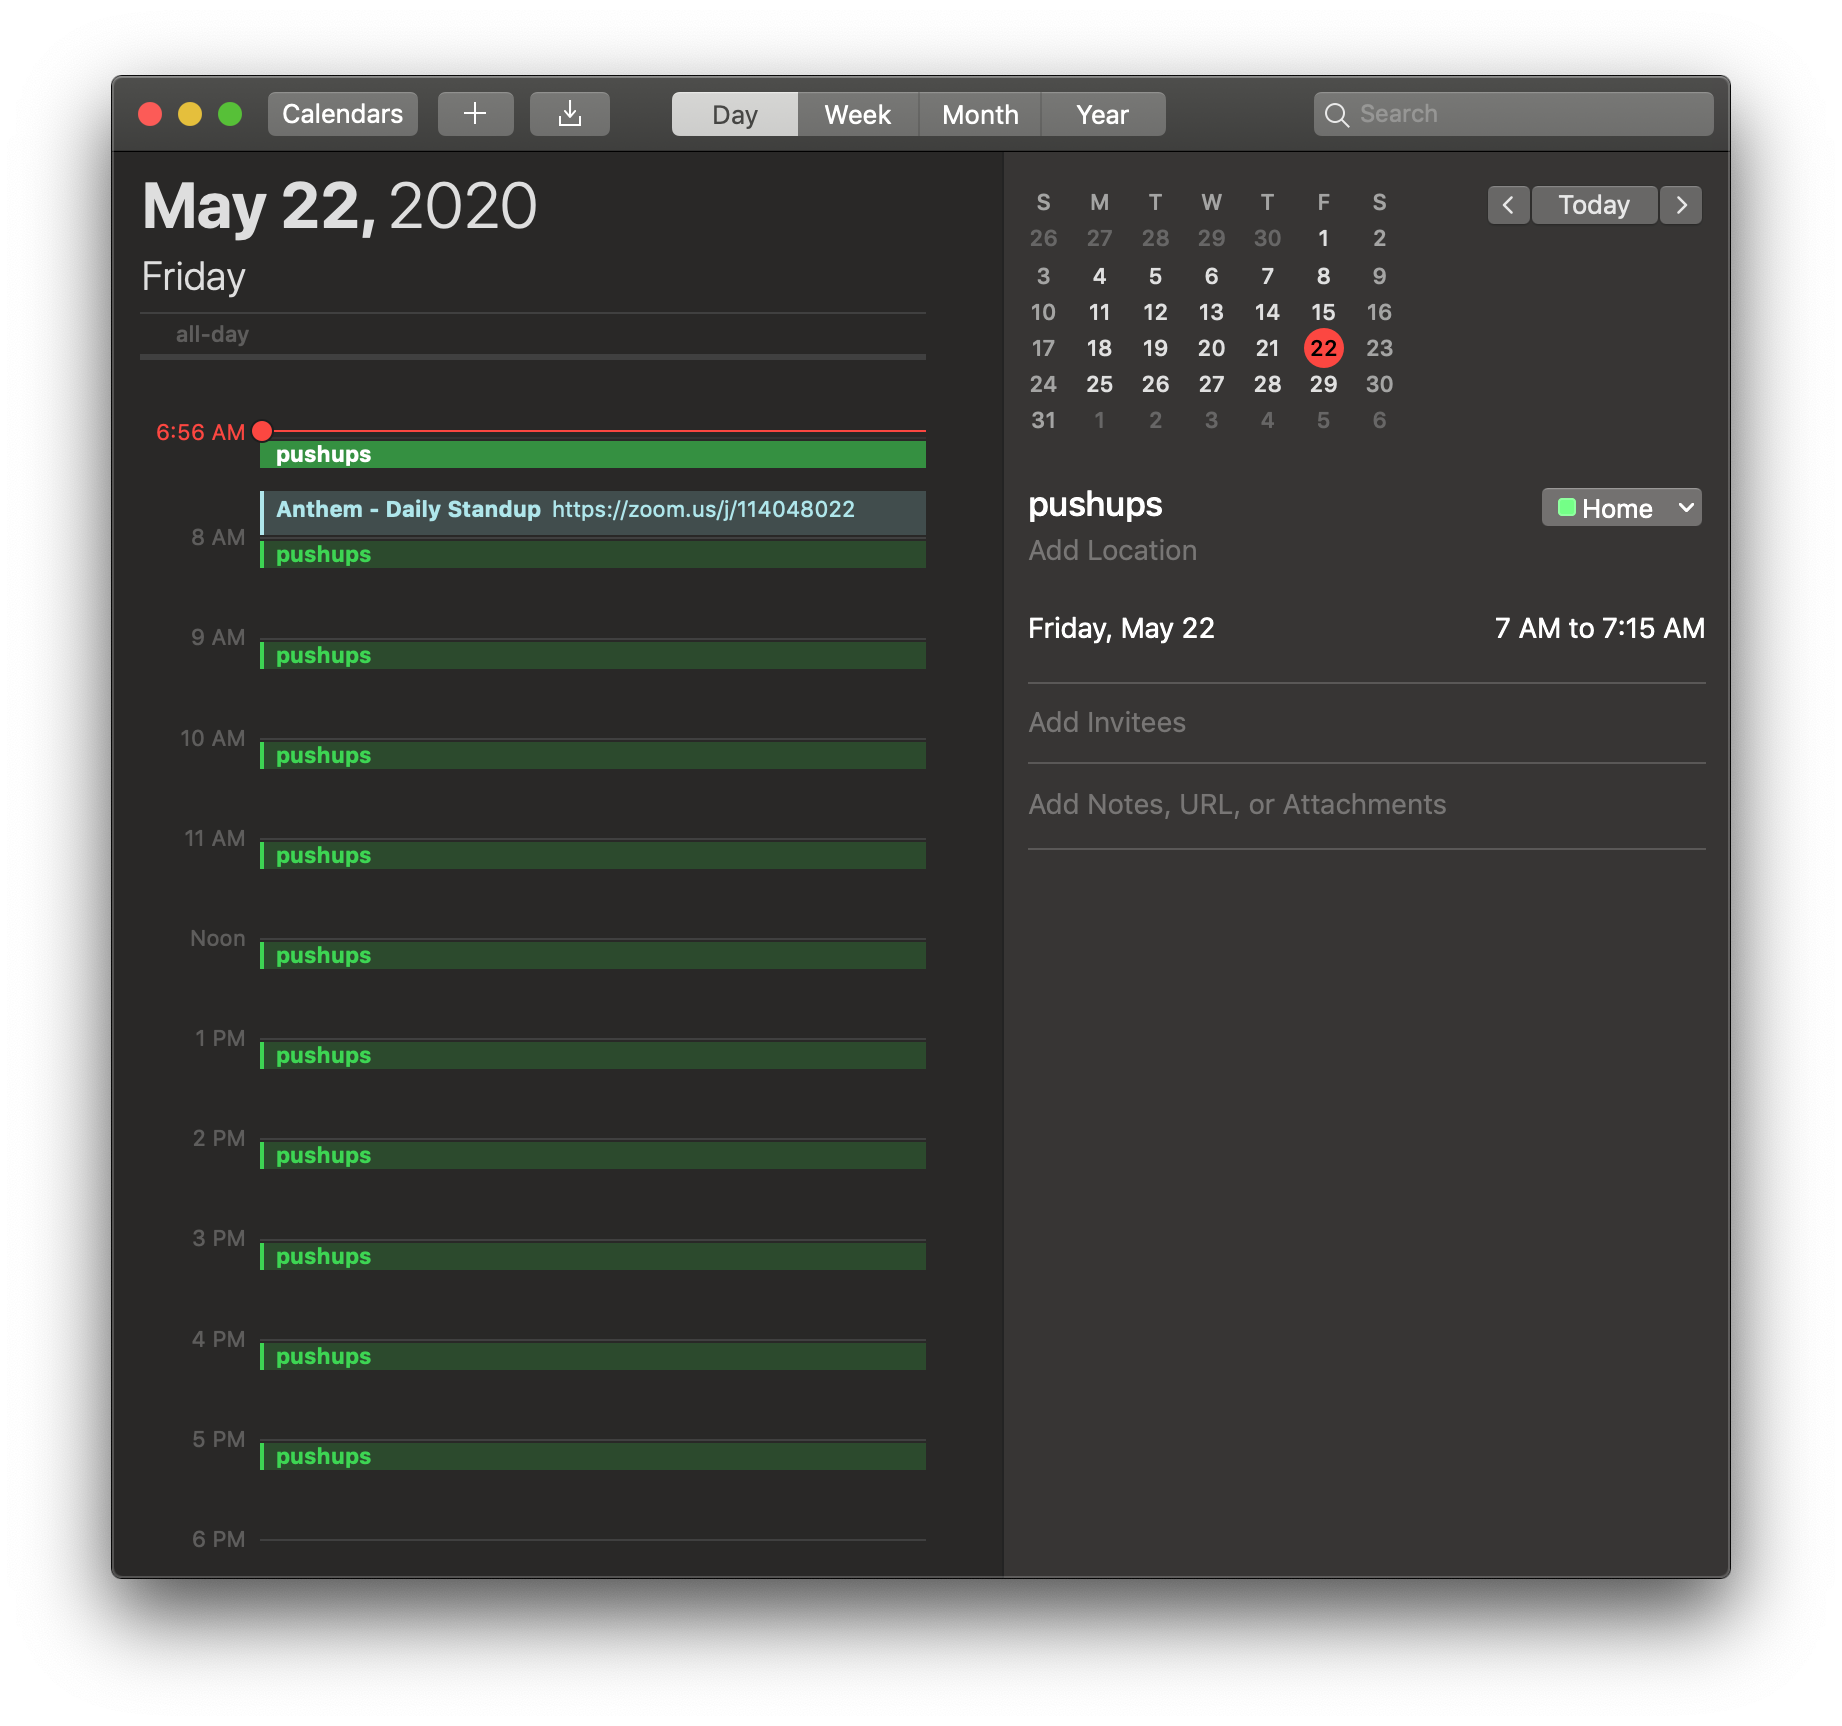 Calendars
Day Week Month Year
Search
May 22, 2020
Friday
all-day
6:56 AM
pushups
Anthem - Daily Standup https://zoom.us/j/114048022
8 AM
pushups
9 AM
pushups
10 AM
pushups
11 AM
pushups
Noon
pushups
1 PM
pushups
2 PM
pushups
3 PM
pushups
4 PM
pushups
5 PM
pushups
6 PM
S M T W T F S
26 27 28 29 30 1 2
3 4 5 6 7 8 9
10 11 12 13 14 15 16
17 18 19 20 21 22 23
24 25 26 27 28 29 30
31 1 2 3 4 5 6
Today
pushups
Home
Add Location
Friday, May 22 7 AM to 7:15 AM
Add Invitees
Add Notes, URL, or Attachments